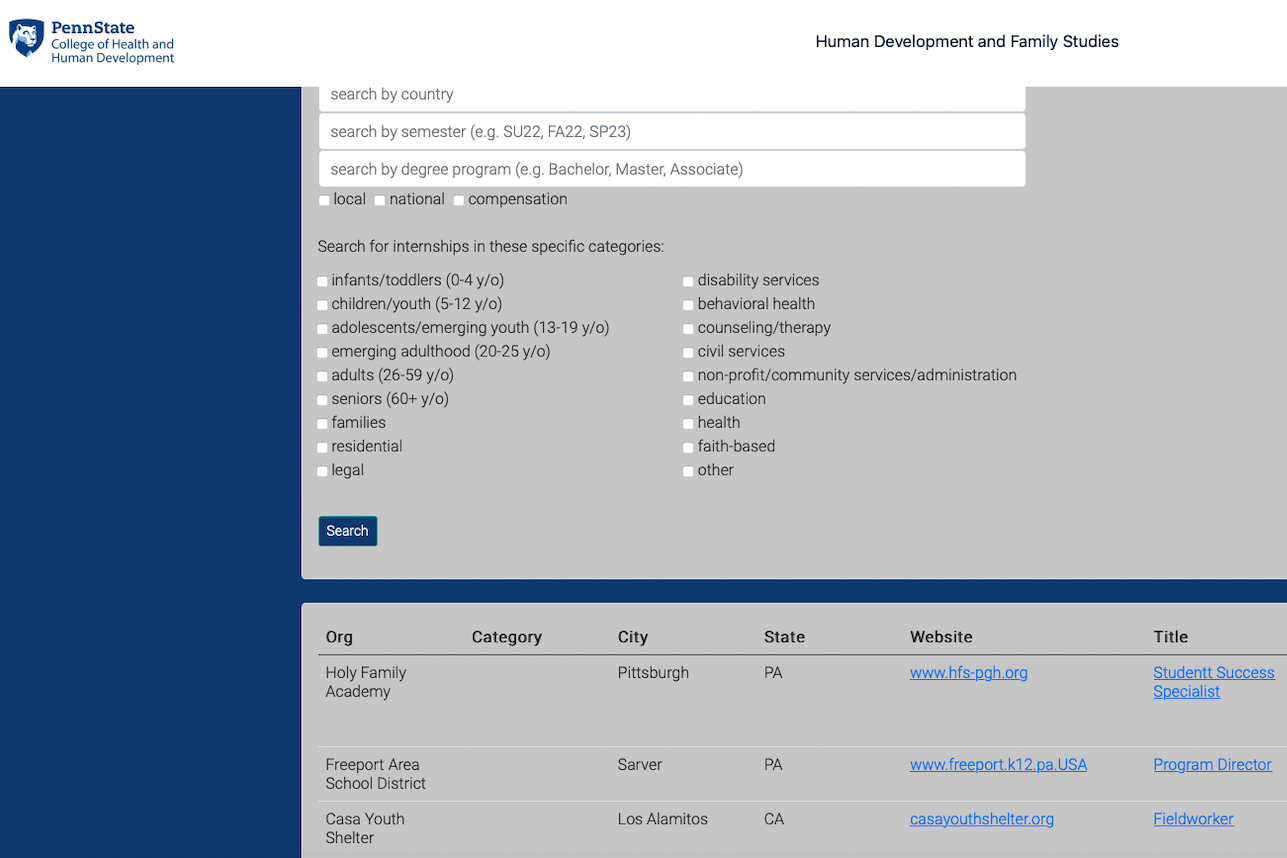 PennState
College of Health and
Human Development
Human Development and Family Studies
search by country
search by semester (e.g. SU22, FA22, SP23)
search by degree program (e.g. Bachelor, Master, Associate)
local national compensation
Search for internships in these specific categories:
infants/toddlers (0-4 y/o)
children/youth (5-12 y/o)
adolescents/emerging youth (13-19 y/o)
emerging adulthood (20-25 y/o)
adults (26-59 y/o)
seniors (60+ y/o)
families
residential
legal
disability services
behavioral health
counseling/therapy
civil services
non-profit/community services/administration
education
health
faith-based
other
Search
Org Category City State Website Title
Holy Family Pittsburgh PA www.hfs-pgh.org Studentt Success
Academy Specialist
Freeport Area Sarver PA www.freeport.k12.pa.USA Program Director
School District
Casa Youth Los Alamitos CA casayouthshelter.org Fieldworker
Shelter